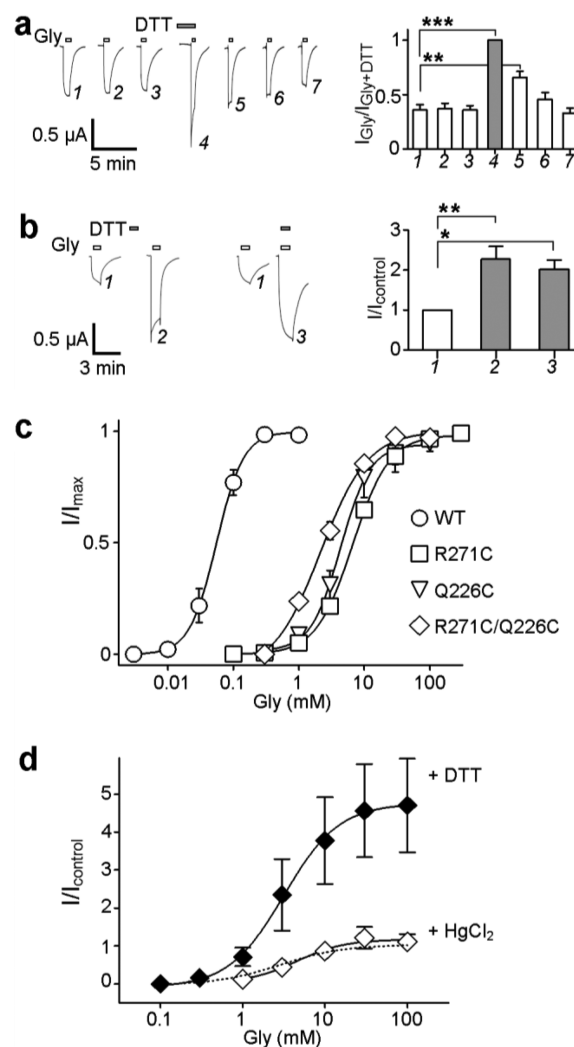 a
DTT
Gly
1 2 3 4 5 6 7
0.5 µA
5 min
I_Gly/I_Gly+DTT
***
**
1
0.5
0
1 2 3 4 5 6 7
b
DTT
Gly
1 2 1 3
0.5 µA
3 min
I/I_control
**
*
3
2
1
0
1 2 3
c
I/I_max
1
0.5
0
WT
R271C
Q226C
R271C/Q226C
0.01 0.1 1 10 100
Gly (mM)
d
I/I_control
5
4
3
2
1
0
+ DTT
+ HgCl₂
0.1 1 10 100
Gly (mM)